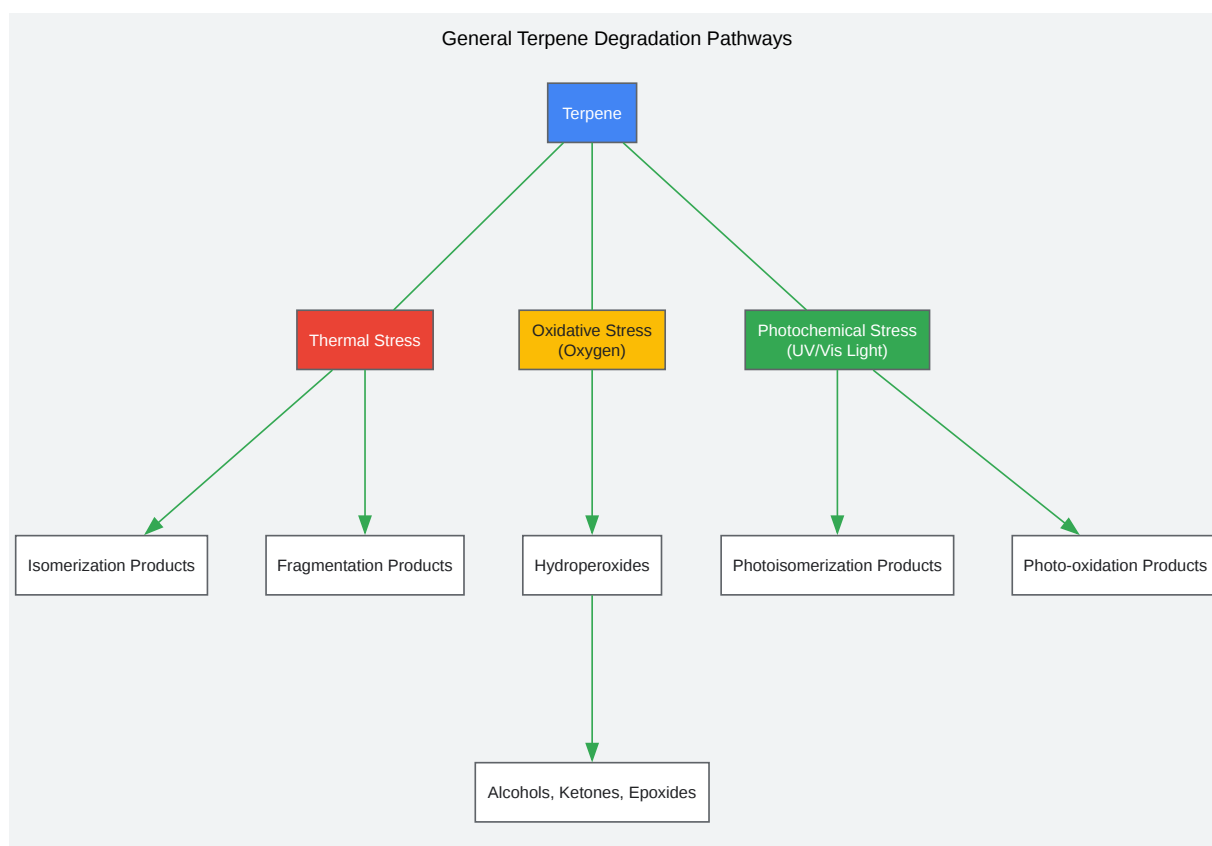 General Terpene Degradation Pathways
Terpene
Thermal Stress
Oxidative Stress
(Oxygen)
Photochemical Stress
(UV/Vis Light)
Isomerization Products
Fragmentation Products
Hydroperoxides
Photoisomerization Products
Photo-oxidation Products
Alcohols, Ketones, Epoxides